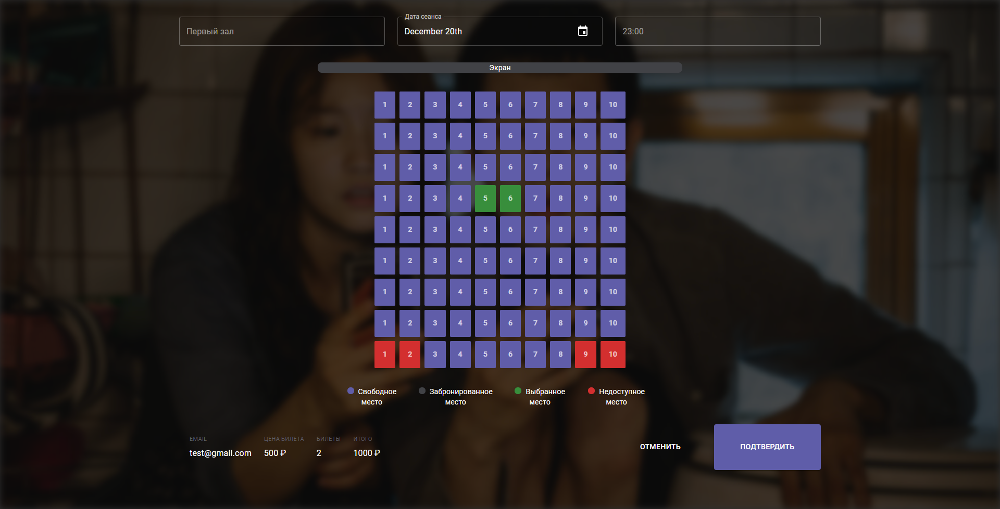 Первый зал
Дата сеанса
December 20th
23:00
Экран
1 2 3 4 5 6 7 8 9 10
1 2 3 4 5 6 7 8 9 10
1 2 3 4 5 6 7 8 9 10
1 2 3 4 5 6 7 8 9 10
1 2 3 4 5 6 7 8 9 10
1 2 3 4 5 6 7 8 9 10
1 2 3 4 5 6 7 8 9 10
1 2 3 4 5 6 7 8 9 10
1 2 3 4 5 6 7 8 9 10
Свободное
место
Забронированное
место
Выбранное
место
Недоступное
место
EMAIL
test@gmail.com
ЦЕНА БИЛЕТА
500 ₽
БИЛЕТЫ
2
ИТОГО
1000 ₽
ОТМЕНИТЬ
ПОДТВЕРДИТЬ